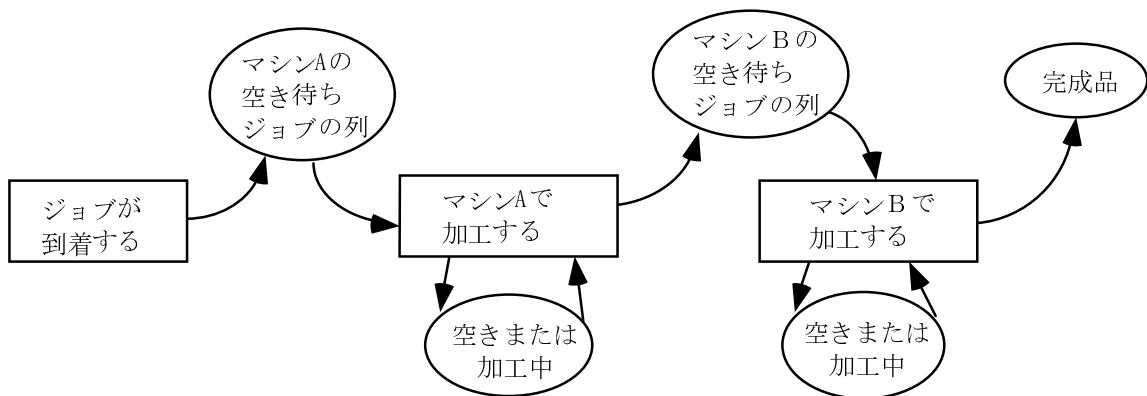 ジョブが
到着する
マシンAの
空き待ち
ジョブの列
マシンAで
加工する
空きまたは
加工中
マシンBの
空き待ち
ジョブの列
マシンBで
加工する
空きまたは
加工中
完成品